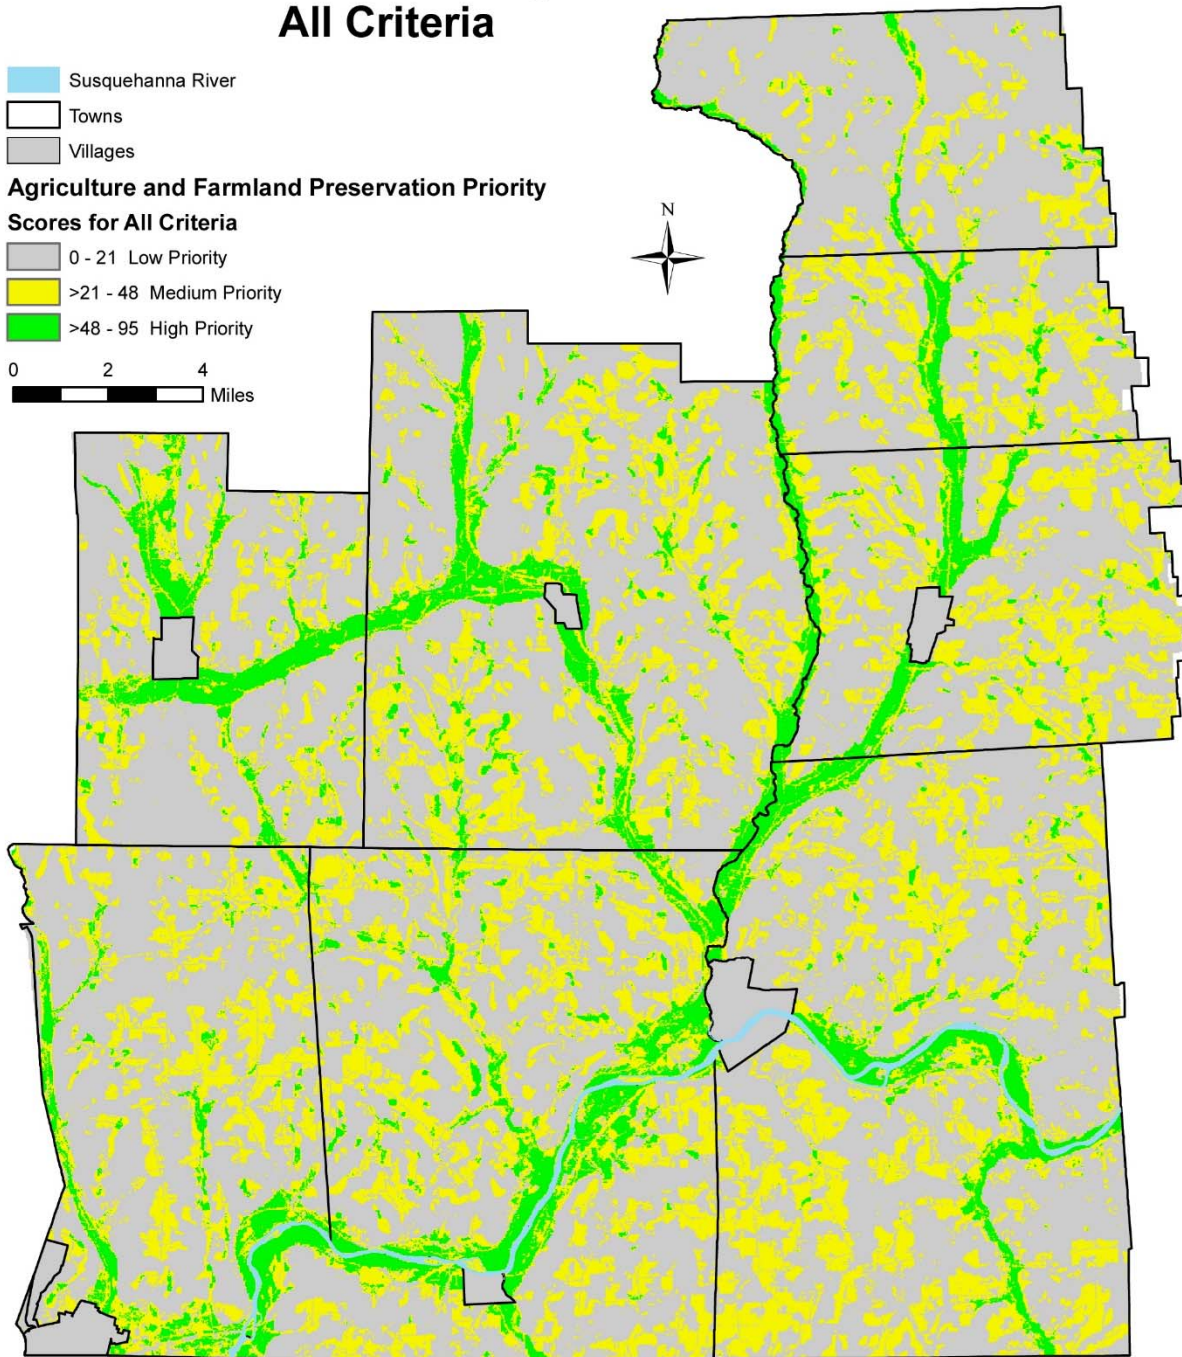 All Criteria
Susquehanna River
Towns
Villages
Agriculture and Farmland Preservation Priority
Scores for All Criteria
0 - 21 Low Priority
>21 - 48 Medium Priority
>48 - 95 High Priority
0 2 4
Miles
N